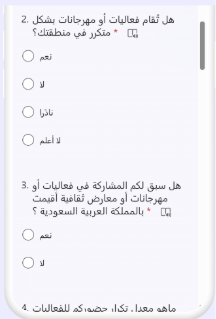 2. هل تُقام فعاليات أو مهرجانات بشكل
متكرر في منطقتك؟ *
نعم
لا
نادرًا
لا أعلم
3. هل سبق لكم المشاركة في فعاليات أو
مهرجانات أو معارض ثقافية أقيمت
بالمملكة العربية السعودية ؟ *
نعم
لا
4. ماهو معدل تكرار حضوركم للفعاليات